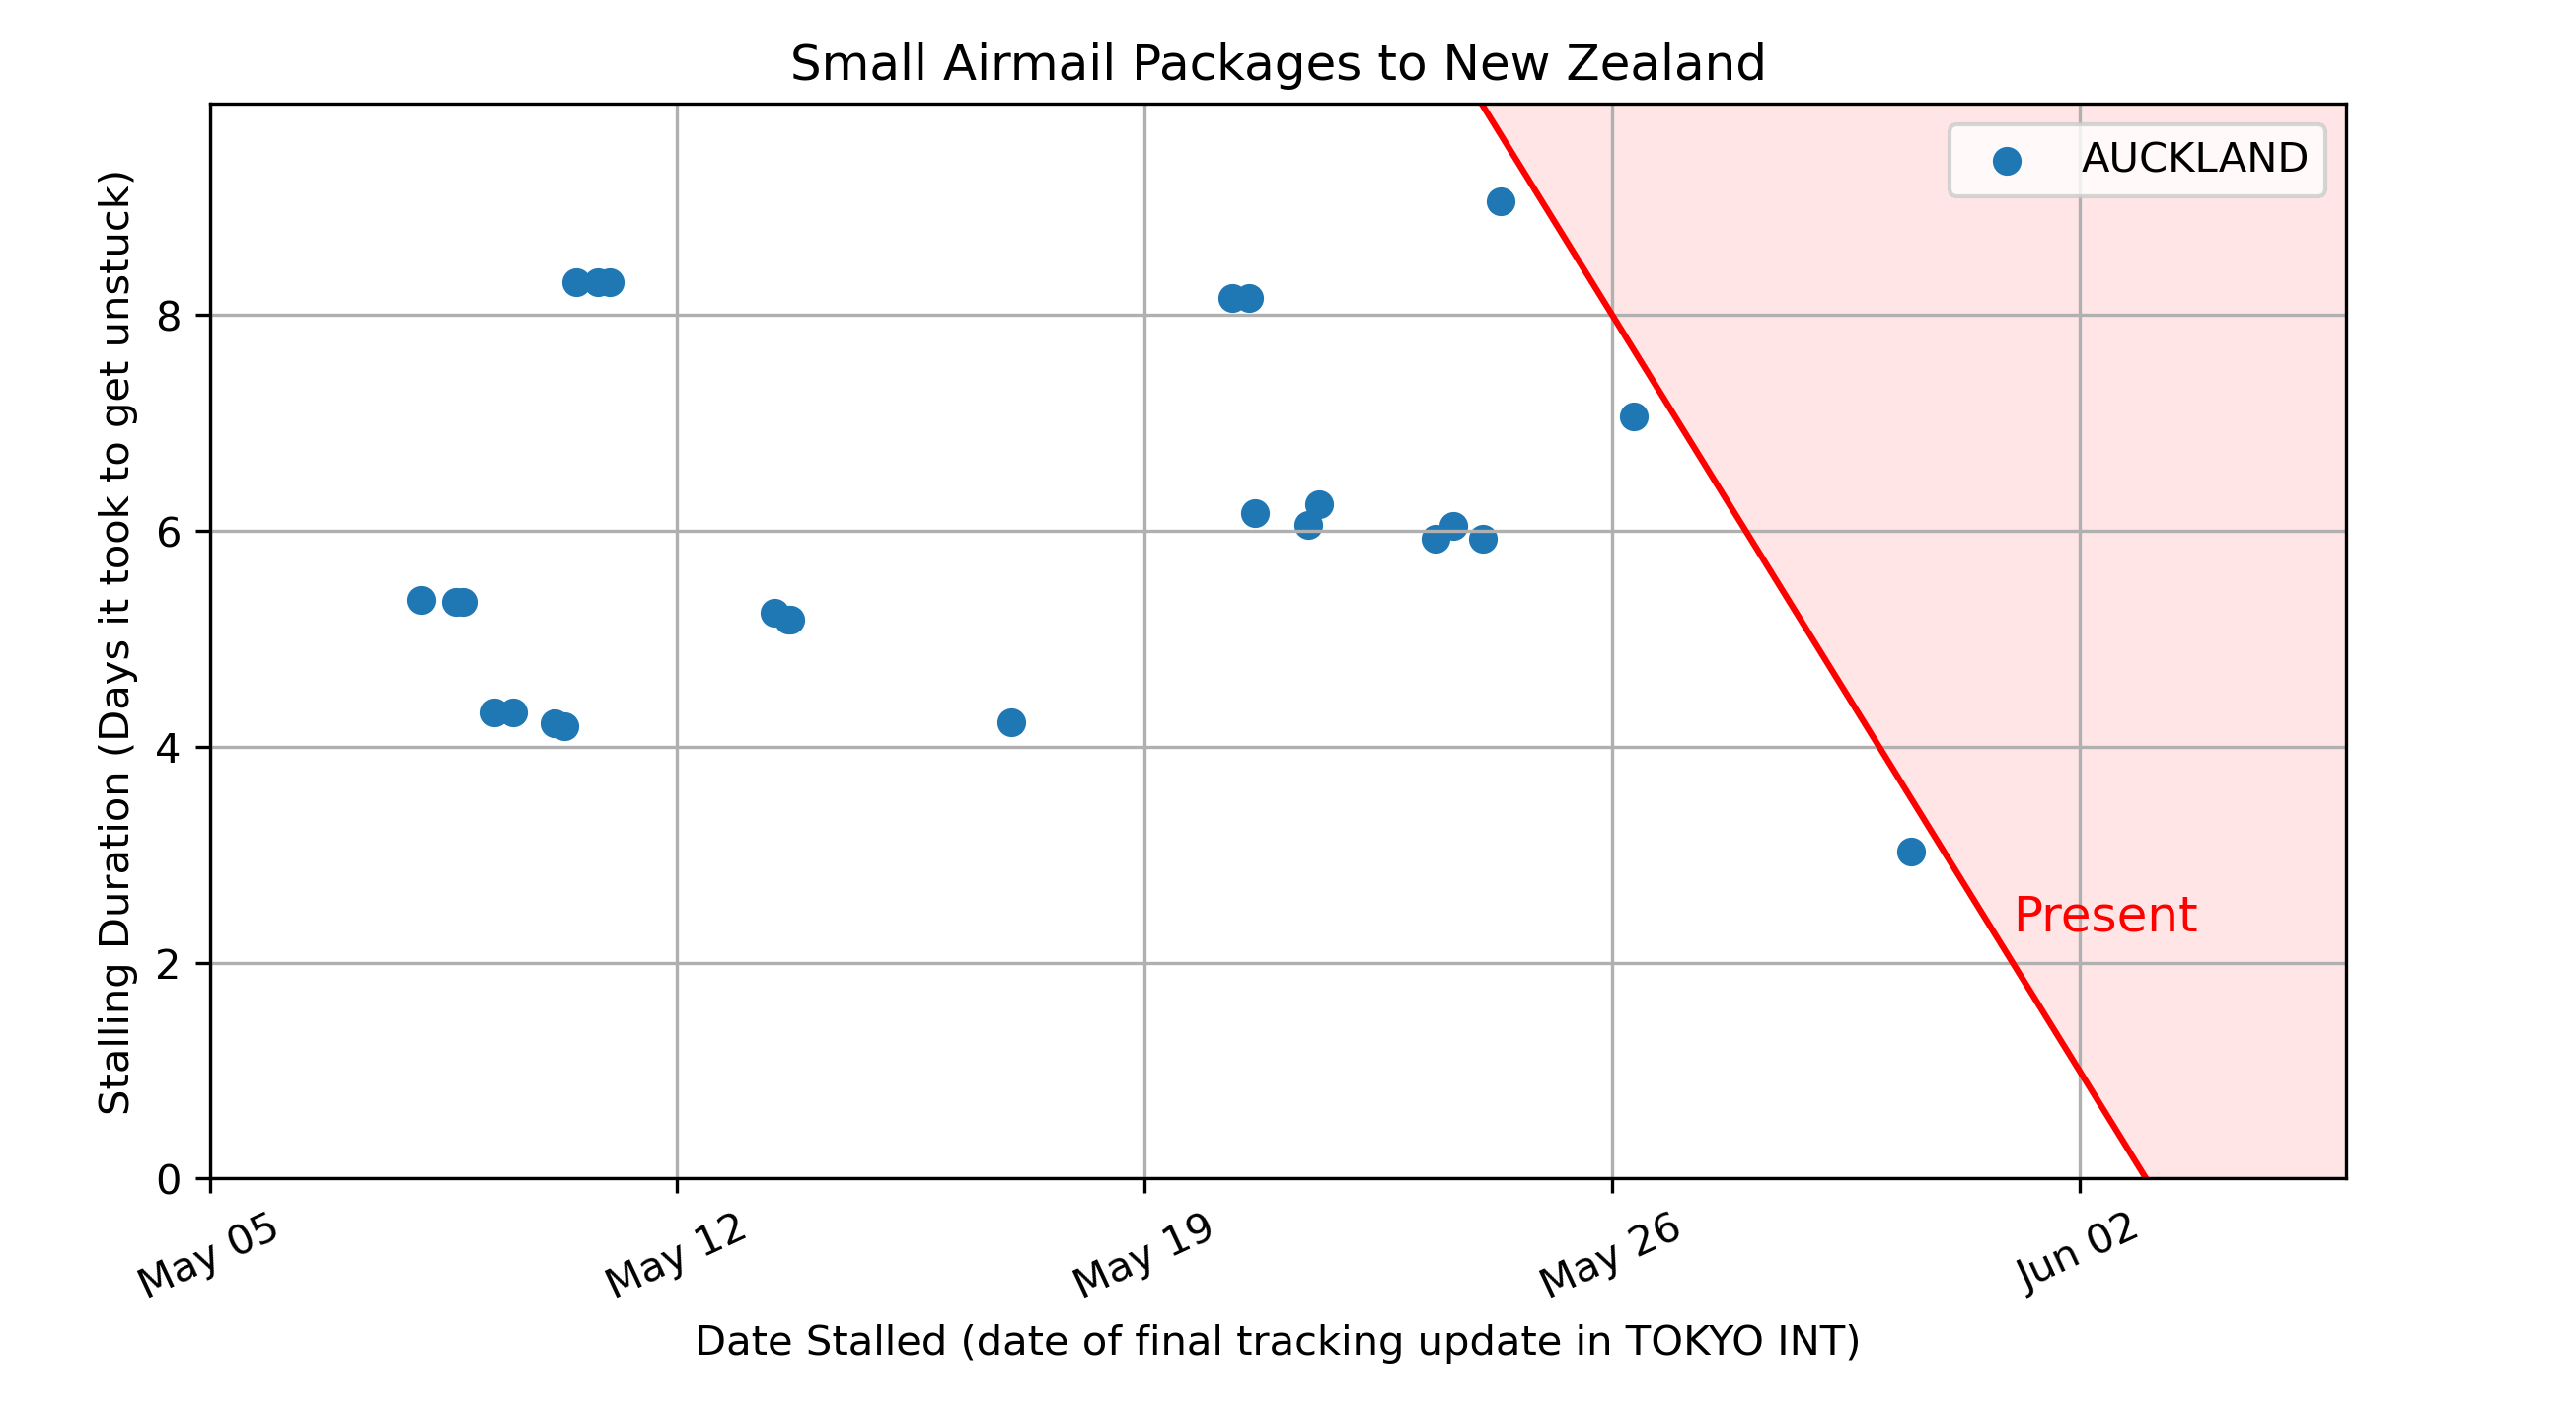 Small Airmail Packages to New Zealand
AUCKLAND
Stalling Duration (Days it took to get unstuck)
8
6
4
2
0
Present
May 05
May 12
May 19
May 26
Jun 02
Date Stalled (date of final tracking update in TOKYO INT)